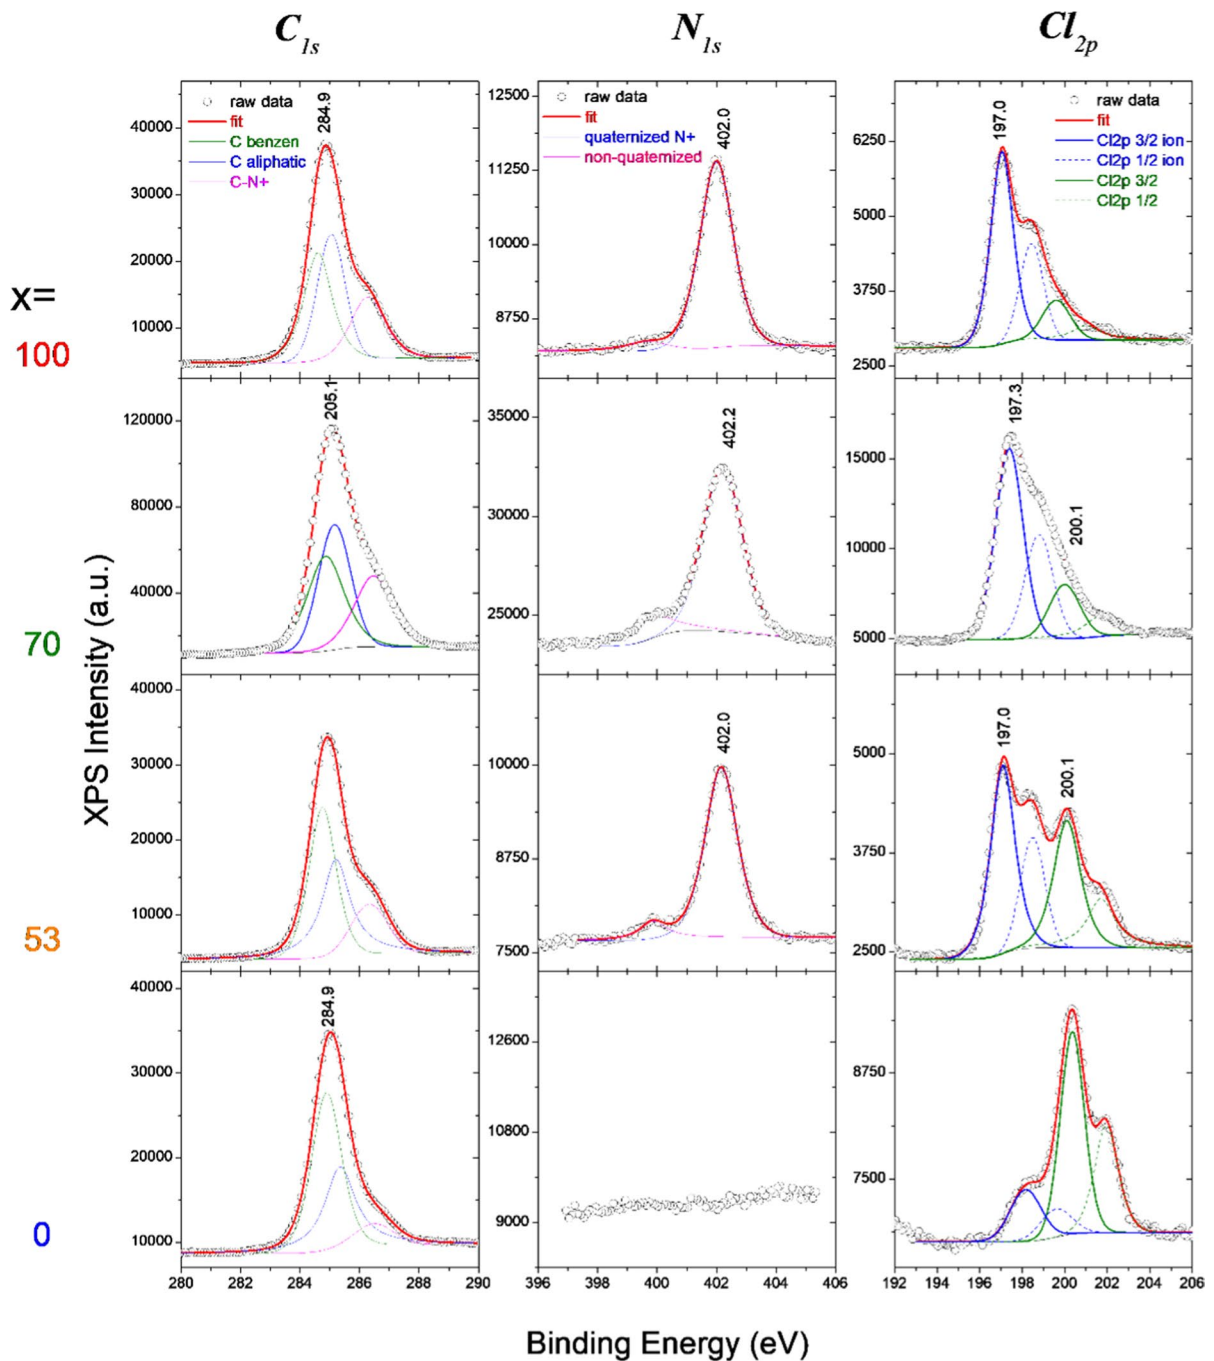 C1s
N1s
Cl2p
x=
100
70
53
0
XPS Intensity (a.u.)
Binding Energy (eV)
40000
30000
20000
10000
284.9
raw data
fit
C benzen
C aliphatic
C-N+
12500
11250
10000
8750
402.0
raw data
fit
quaternized N+
non-quaternized
6250
5000
3750
2500
197.0
raw data
fit
Cl2p 3/2 ion
Cl2p 1/2 ion
Cl2p 3/2
Cl2p 1/2
120000
80000
40000
205.1
35000
30000
25000
402.2
15000
10000
5000
197.3
200.1
40000
30000
20000
10000
10000
8750
7500
402.0
5000
3750
2500
197.0
200.1
40000
30000
20000
10000
284.9
12600
10800
9000
8750
7500
280 282 284 286 288 290
396 398 400 402 404 406
192 194 196 198 200 202 204 206